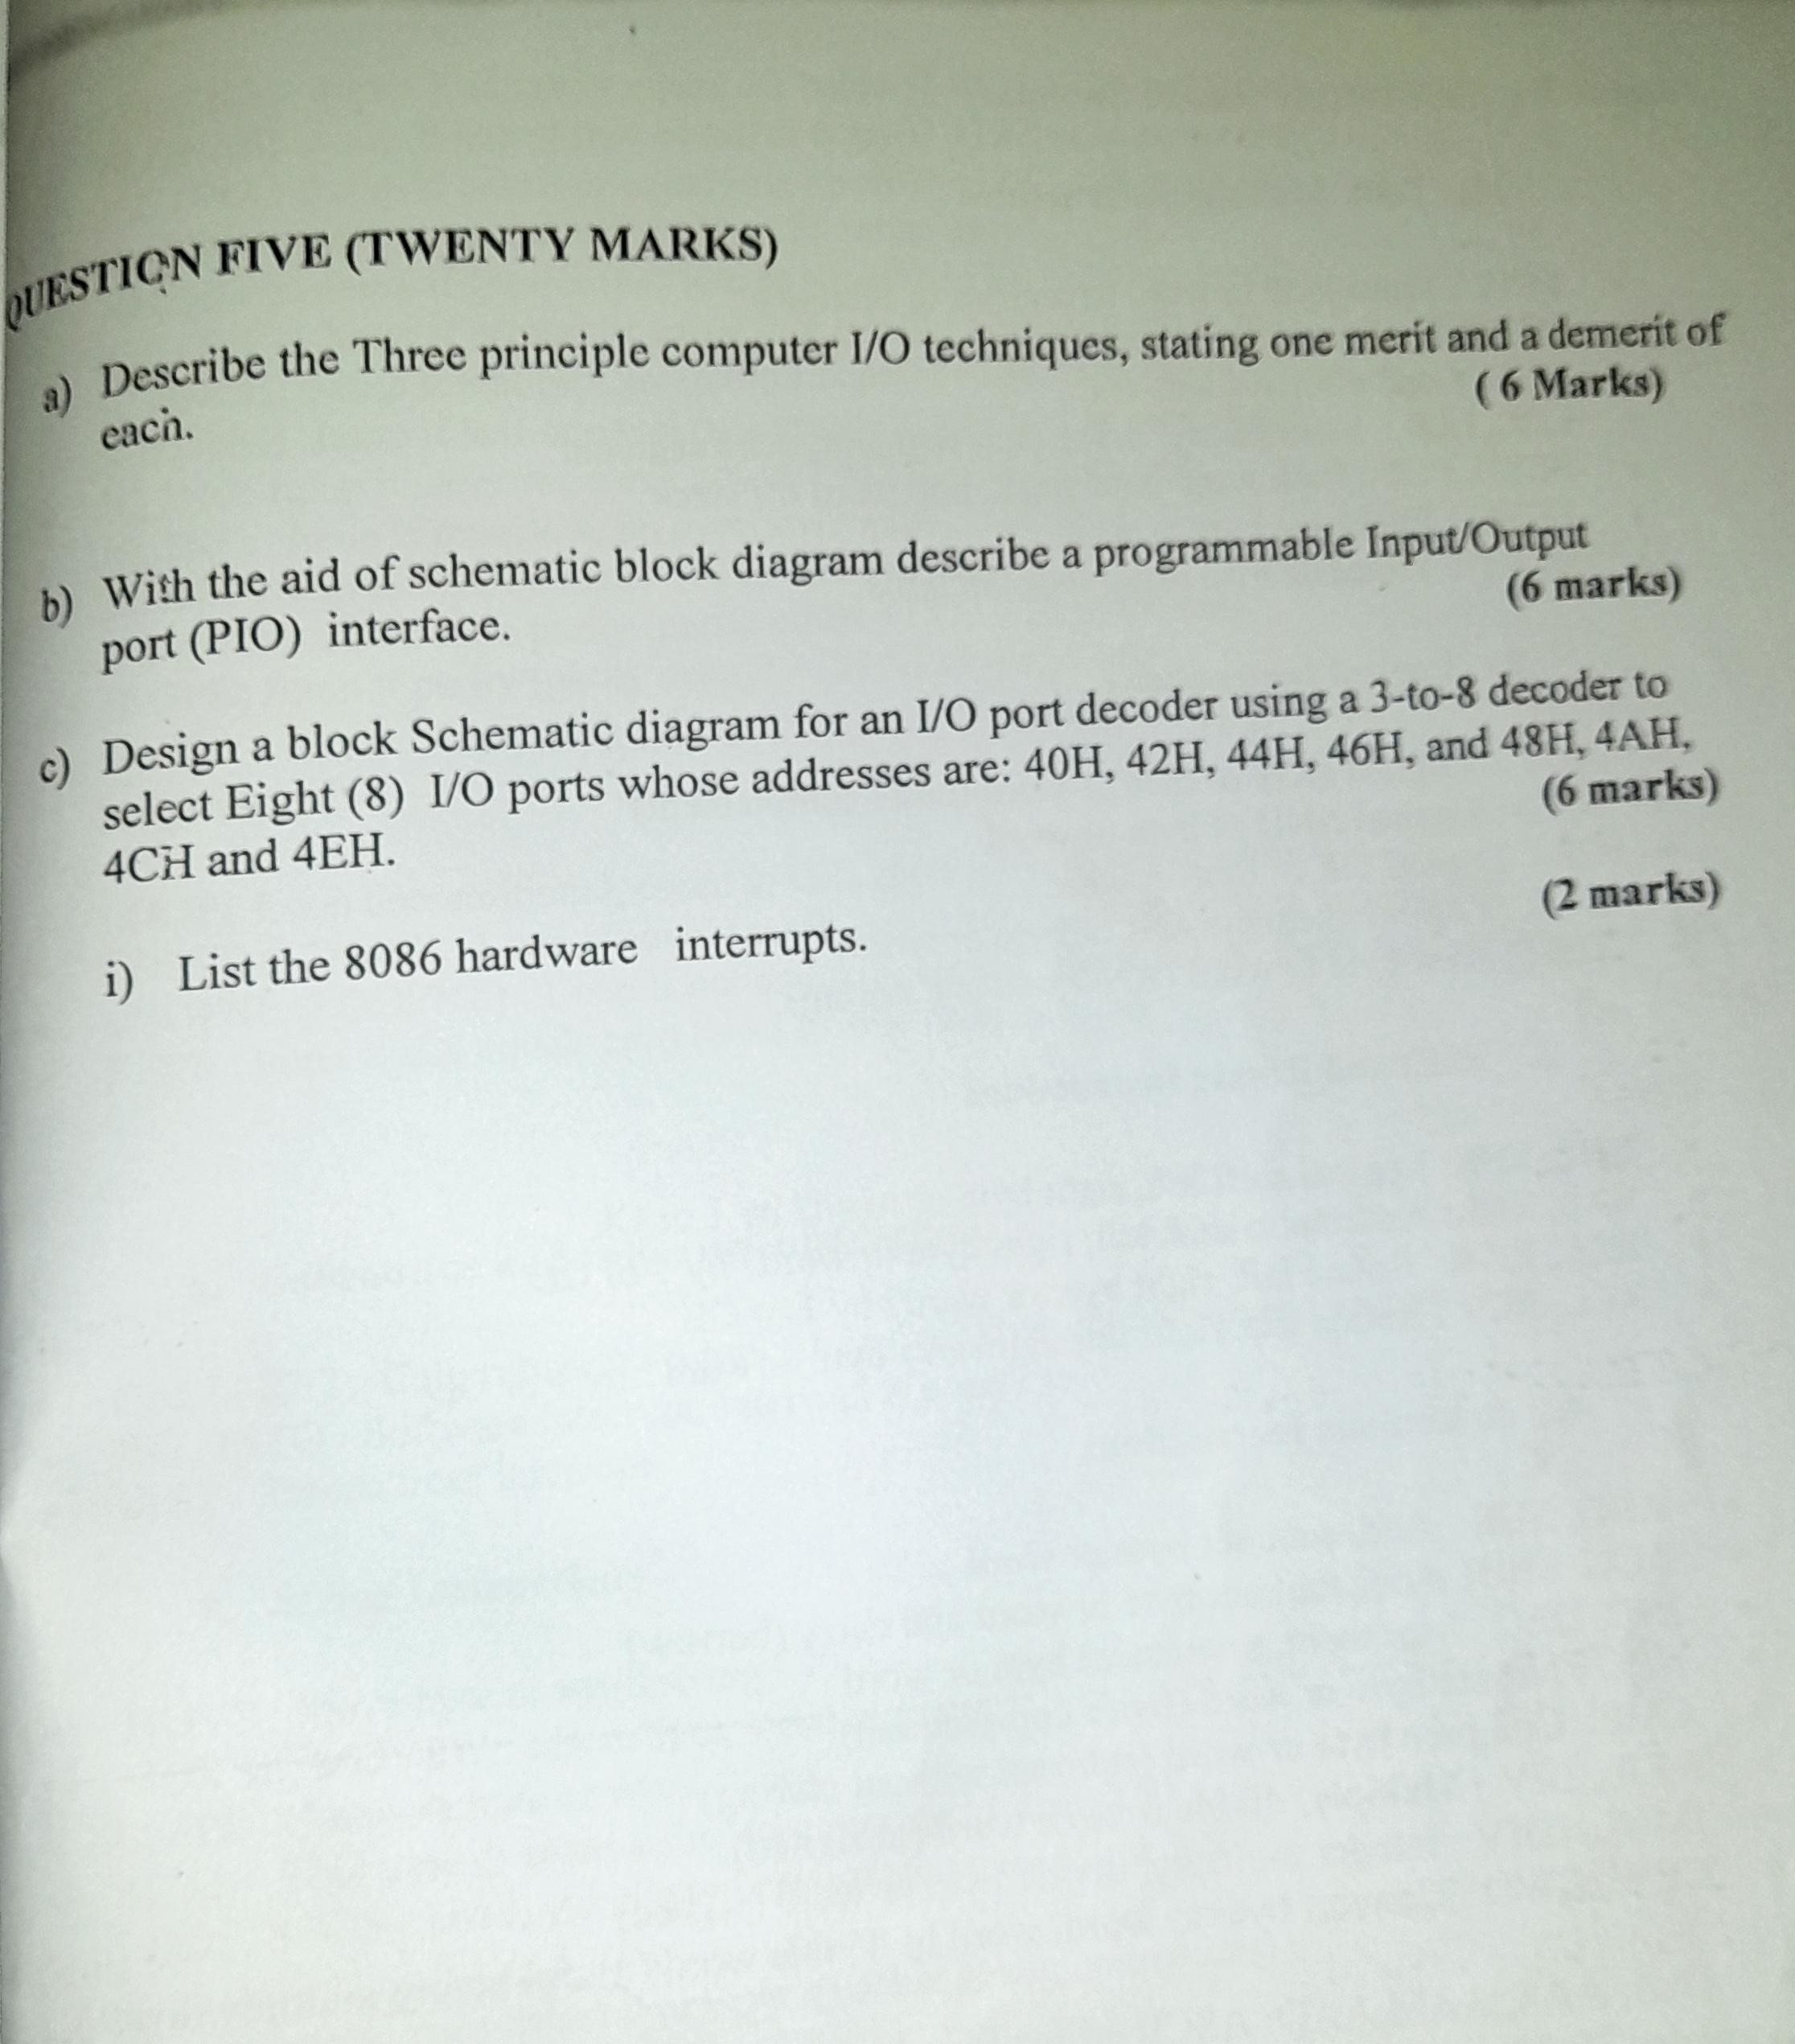 QUESTION FIVE (TWENTY MARKS)
a) Describe the Three principle computer I/O techniques, stating one merit and a demerit of
each. ( 6 Marks)
b) With the aid of schematic block diagram describe a programmable Input/Output
port (PIO) interface. (6 marks)
c) Design a block Schematic diagram for an I/O port decoder using a 3-to-8 decoder to
select Eight (8) I/O ports whose addresses are: 40H, 42H, 44H, 46H, and 48H, 4AH,
4CH and 4EH. (6 marks)
i) List the 8086 hardware interrupts. (2 marks)